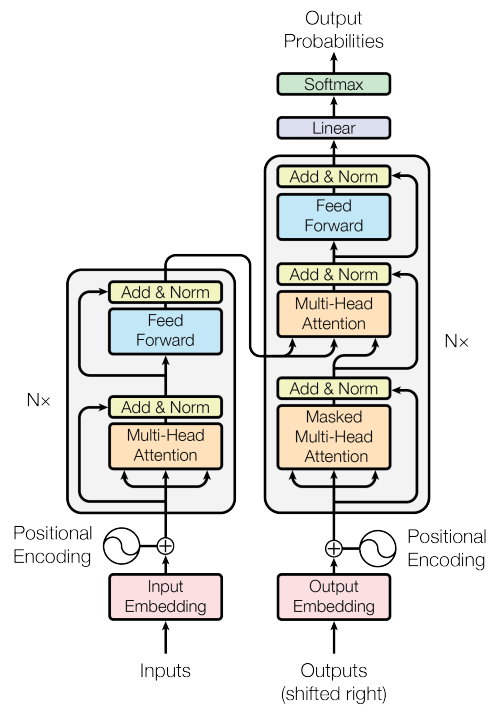 Output
Probabilities
Softmax
Linear
Add & Norm
Feed
Forward
Add & Norm
Multi-Head
Attention
Add & Norm
Masked
Multi-Head
Attention
N×
Add & Norm
Feed
Forward
N×
Add & Norm
Multi-Head
Attention
Positional
Encoding
Positional
Encoding
Input
Embedding
Output
Embedding
Inputs
Outputs
(shifted right)